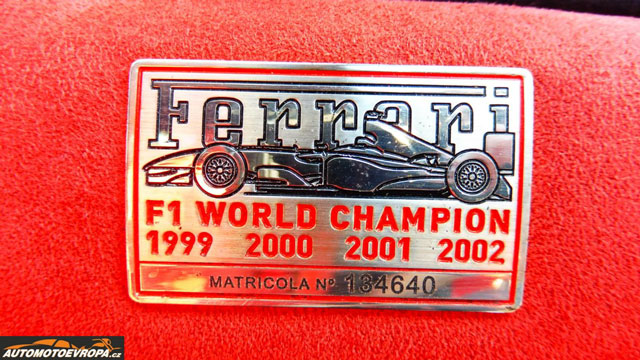 Ferrari
F1 WORLD CHAMPION
1999 2000 2001 2002
MATRICOLA Nº 134640
AUTOMOTOEVROPA.cz